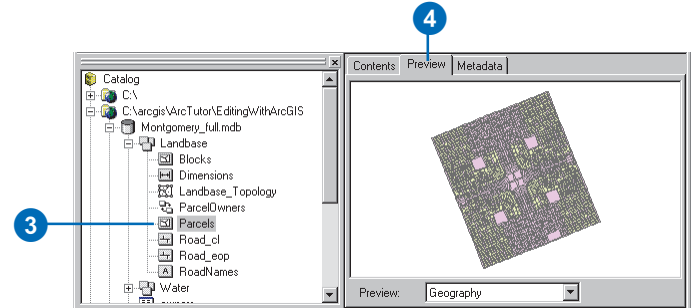 4
Contents Preview Metadata
Catalog
C:\
C:\arcgis\ArcTutor\EditingWithArcGIS
Montgomery_full.mdb
Landbase
Blocks
Dimensions
Landbase_Topology
ParcelOwners
3
Parcels
Road_cl
Road_eop
A RoadNames
Water
owners
Preview: Geography